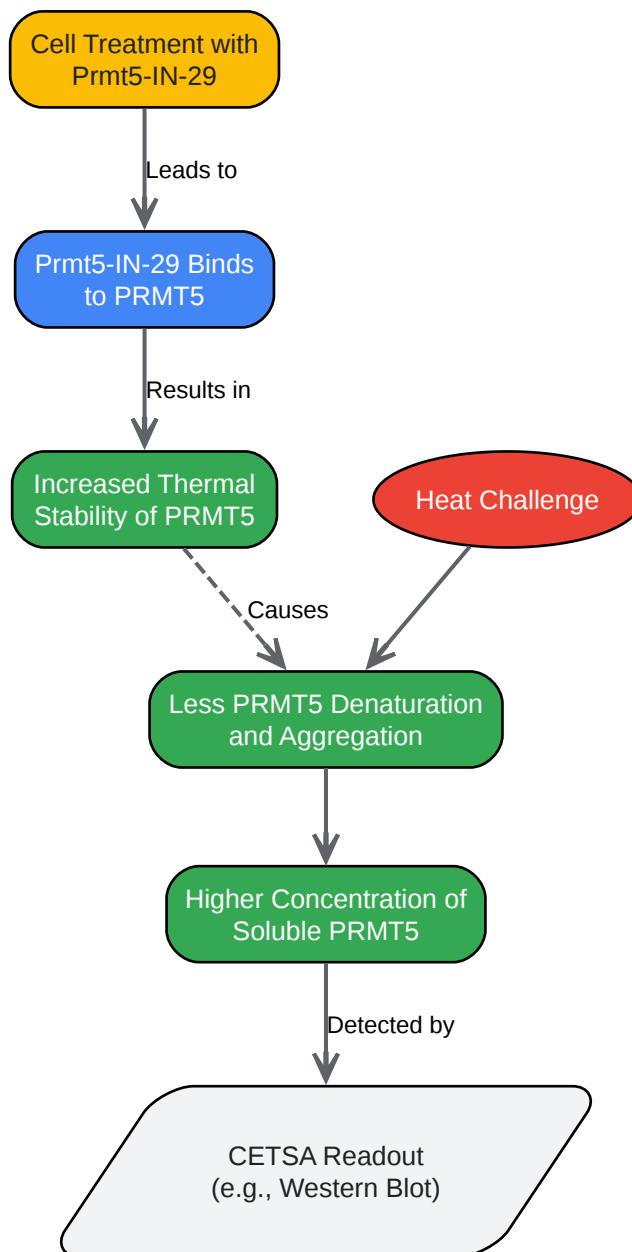 Cell Treatment with
Prmt5-IN-29
Leads to
Prmt5-IN-29 Binds
to PRMT5
Results in
Increased Thermal
Stability of PRMT5
Heat Challenge
Causes
Less PRMT5 Denaturation
and Aggregation
Higher Concentration of
Soluble PRMT5
Detected by
CETSA Readout
(e.g., Western Blot)